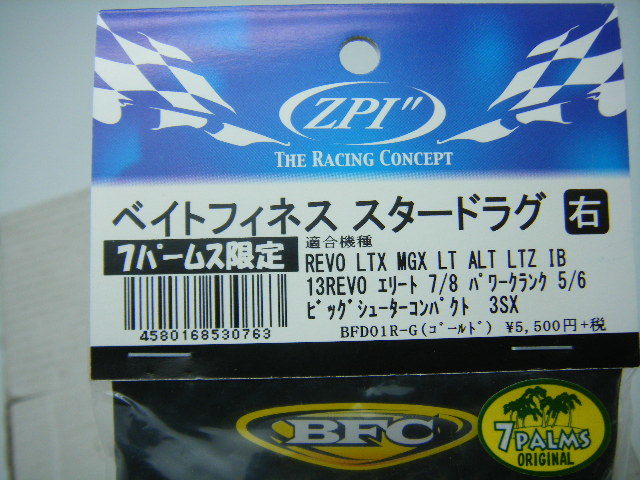 ZPI"
THE RACING CONCEPT
ベイトフィネス スタードラグ 右
7パームス限定
適合機種
REVO LTX MGX LT ALT LTZ IB
13REVO エリート 7/8 パワークランク 5/6
ビッグシューターコンパクト 3SX
4580168530763
BFD01R-G(ゴールド) ¥5,500円+税
BFC
7 PALMS
ORIGINAL